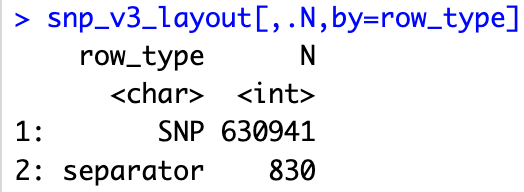 > snp_v3_layout[,.N,by=row_type]
row_type N
<char> <int>
1: SNP 630941
2: separator 830